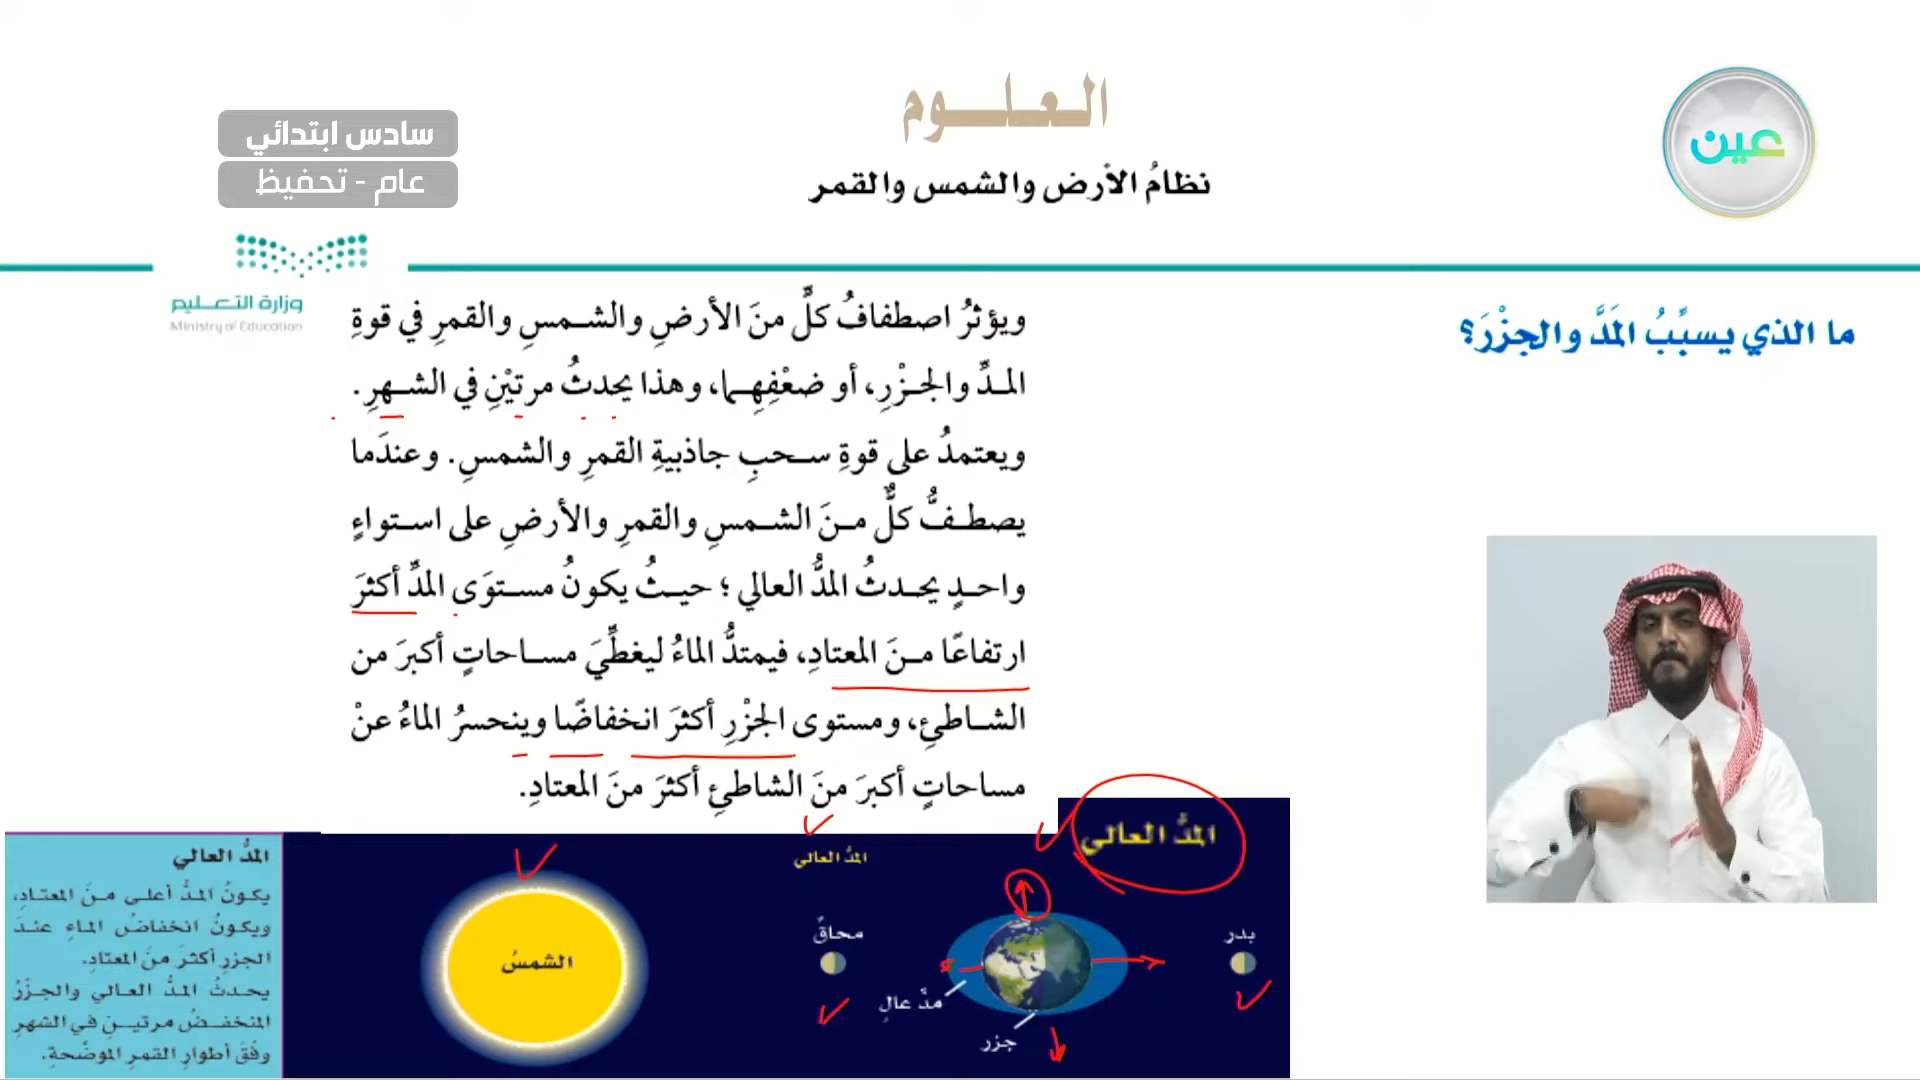 العلوم
عين
سادس ابتدائي
عام - تحفيظ
نظامُ الأرض والشمس والقمر
وزارة التعليم
Ministry of Education
ما الذي يسبِّبُ المَدَّ والجزْرَ؟
ويؤثرُ اصطفافُ كلٍّ منَ الأرضِ والشمسِ والقمرِ في قوةِ
المدِّ والجزْرِ، أو ضعْفِهِما، وهذا يحدثُ مرتيْنِ في الشهرِ.
ويعتمدُ على قوةِ سحبِ جاذبيةِ القمرِ والشمسِ. وعندَما
يصطفُّ كلٌّ منَ الشمسِ والقمرِ والأرضِ على استواءٍ
واحدٍ يحدثُ المدُّ العالي؛ حيثُ يكونُ مستوَى المدِّ أكثرَ
ارتفاعًا منَ المعتادِ، فيمتدُّ الماءُ ليغطِّيَ مساحاتٍ أكبرَ من
الشاطئِ، ومستوى الجزْرِ أكثرَ انخفاضًا وينحسرُ الماءُ عنْ
مساحاتٍ أكبرَ منَ الشاطئِ أكثرَ منَ المعتادِ.
المدُّ العالي
المدُّ العالي
بدر
محاقٌ
الشمسُ
مدٌّ عالٍ
جزر
المدُّ العالي
يكونُ المدُّ أعلى منَ المعتادِ،
ويكونُ انخفاضُ الماءِ عندَ
الجزرِ أكثرَ منَ المعتادِ.
يحدثُ المدُّ العالي والجزْرُ
المنخفضُ مرتينِ في الشهرِ
وفقَ أطوارِ القمرِ الموضَّحةِ.